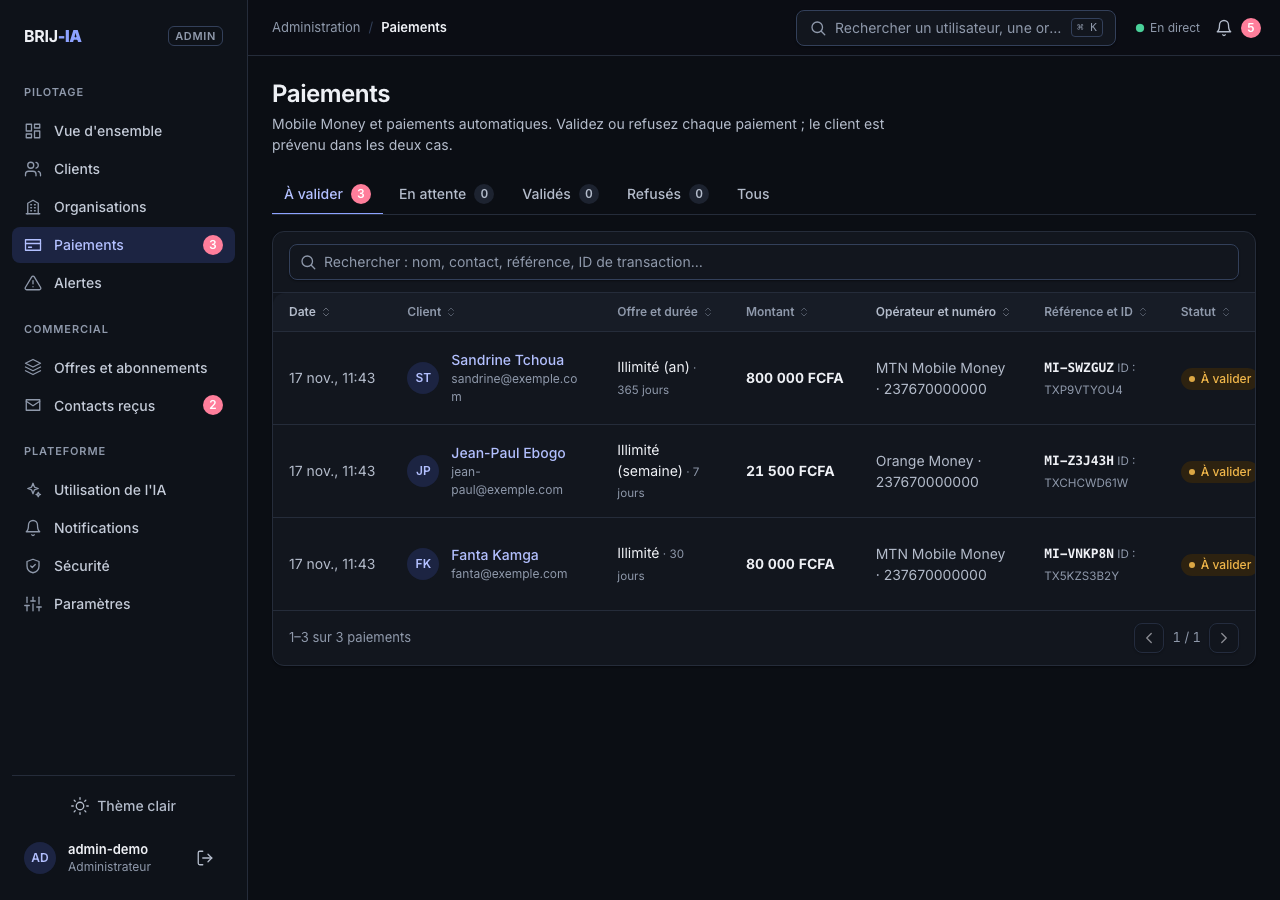 BRIJ-IA ADMIN
PILOTAGE
Vue d'ensemble
Clients
Organisations
Paiements 3
Alertes
COMMERCIAL
Offres et abonnements
Contacts reçus 2
PLATEFORME
Utilisation de l'IA
Notifications
Sécurité
Paramètres
Thème clair
AD admin-demo
Administrateur
Administration / Paiements
Rechercher un utilisateur, une or… ⌘ K
En direct 5
Paiements
Mobile Money et paiements automatiques. Validez ou refusez chaque paiement ; le client est
prévenu dans les deux cas.
À valider 3 En attente 0 Validés 0 Refusés 0 Tous
Rechercher : nom, contact, référence, ID de transaction…
Date Client Offre et durée Montant Opérateur et numéro Référence et ID Statut
17 nov., 11:43
ST
Sandrine Tchoua
sandrine@exemple.co
m
Illimité (an) ·
365 jours
800 000 FCFA
MTN Mobile Money
· 237670000000
MI-SWZGUZ ID :
TXP9VTYOU4
À valider
17 nov., 11:43
JP
Jean-Paul Ebogo
jean-
paul@exemple.com
Illimité
(semaine) · 7
jours
21 500 FCFA
Orange Money ·
237670000000
MI-Z3J43H ID :
TXCHCWD61W
À valider
17 nov., 11:43
FK
Fanta Kamga
fanta@exemple.com
Illimité · 30
jours
80 000 FCFA
MTN Mobile Money
· 237670000000
MI-VNKP8N ID :
TX5KZS3B2Y
À valider
1–3 sur 3 paiements
1 / 1